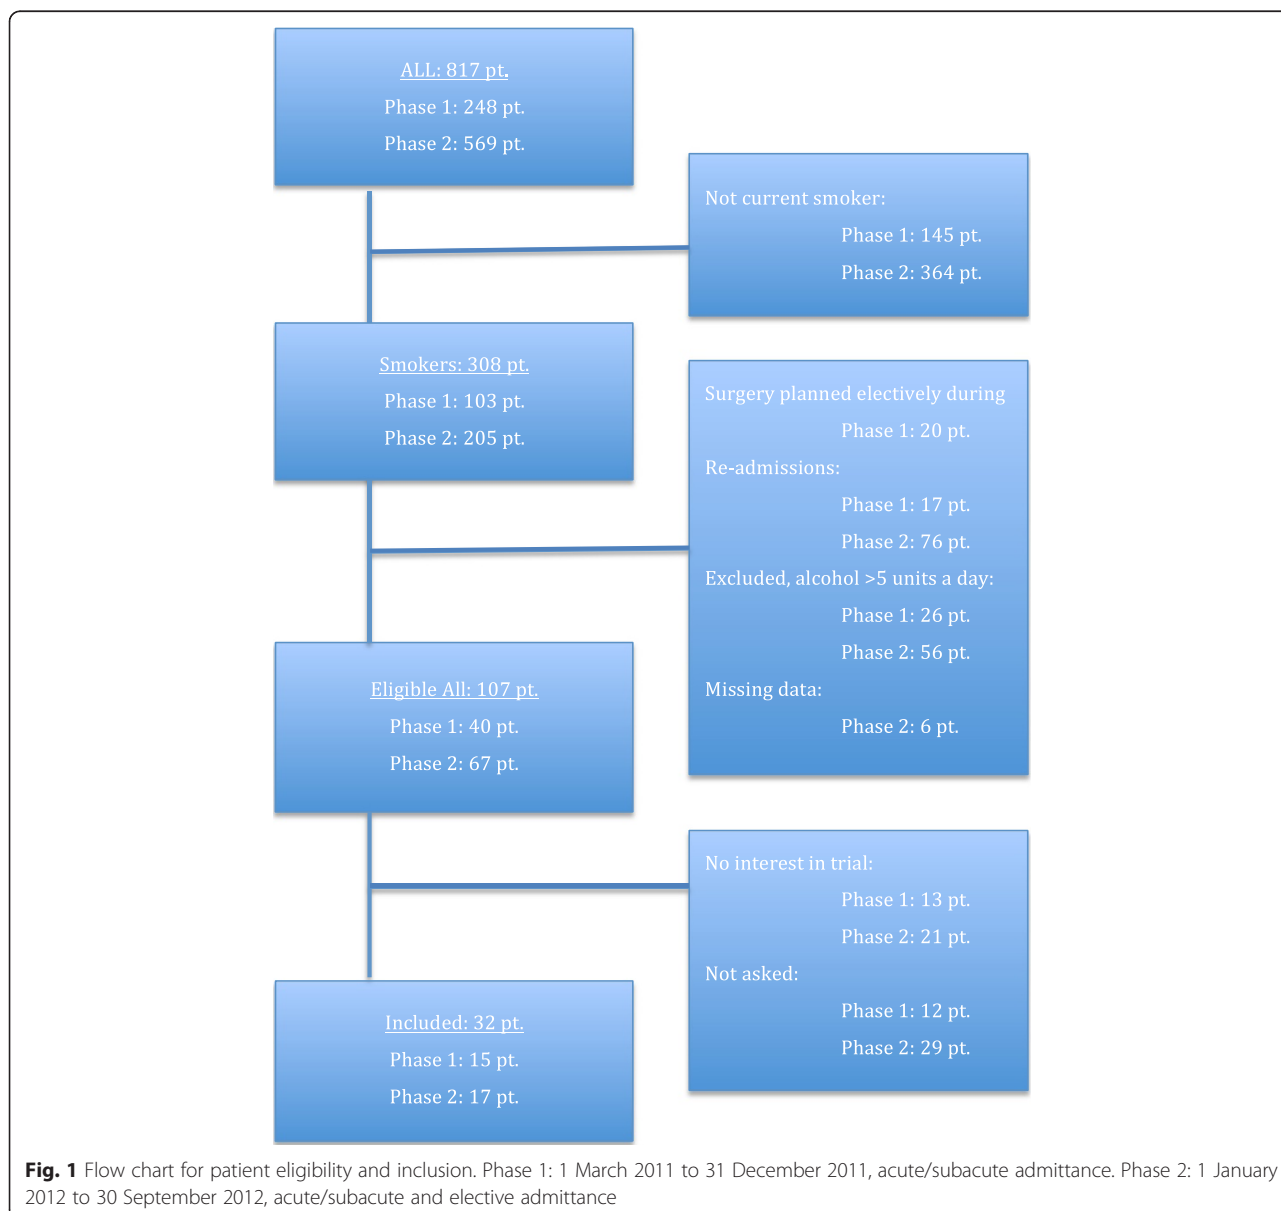 ALL: 817 pt.
Phase 1: 248 pt.
Phase 2: 569 pt.
Not current smoker:
Phase 1: 145 pt.
Phase 2: 364 pt.
Smokers: 308 pt.
Phase 1: 103 pt.
Phase 2: 205 pt.
Surgery planned electively during
Phase 1: 20 pt.
Re-admissions:
Phase 1: 17 pt.
Phase 2: 76 pt.
Excluded, alcohol >5 units a day:
Phase 1: 26 pt.
Phase 2: 56 pt.
Missing data:
Phase 2: 6 pt.
Eligible All: 107 pt.
Phase 1: 40 pt.
Phase 2: 67 pt.
No interest in trial:
Phase 1: 13 pt.
Phase 2: 21 pt.
Not asked:
Phase 1: 12 pt.
Phase 2: 29 pt.
Included: 32 pt.
Phase 1: 15 pt.
Phase 2: 17 pt.
Fig. 1 Flow chart for patient eligibility and inclusion. Phase 1: 1 March 2011 to 31 December 2011, acute/subacute admittance. Phase 2: 1 January
2012 to 30 September 2012, acute/subacute and elective admittance